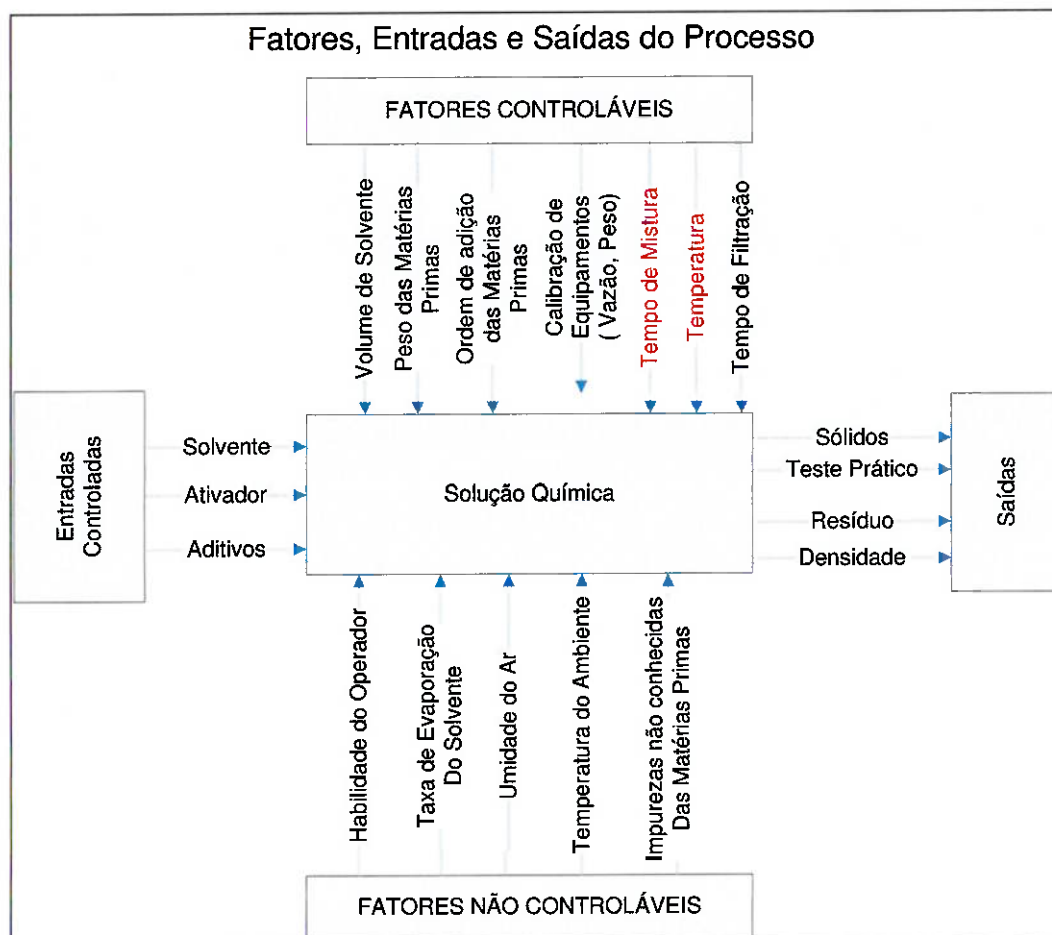 Fatores, Entradas e Saídas do Processo
FATORES CONTROLÁVEIS
Volume de Solvente
Peso das Matérias
Primas
Ordem de adição
das Matérias
Primas
Calibração de
Equipamentos
( Vazão, Peso)
Tempo de Mistura
Temperatura
Tempo de Filtração
Entradas
Controladas
Solvente
Ativador
Aditivos
Solução Química
Sólidos
Teste Prático
Resíduo
Densidade
Saídas
Habilidade do Operador
Taxa de Evaporação
Do Solvente
Umidade do Ar
Temperatura do Ambiente
Impurezas não conhecidas
Das Matérias Primas
FATORES NÃO CONTROLÁVEIS